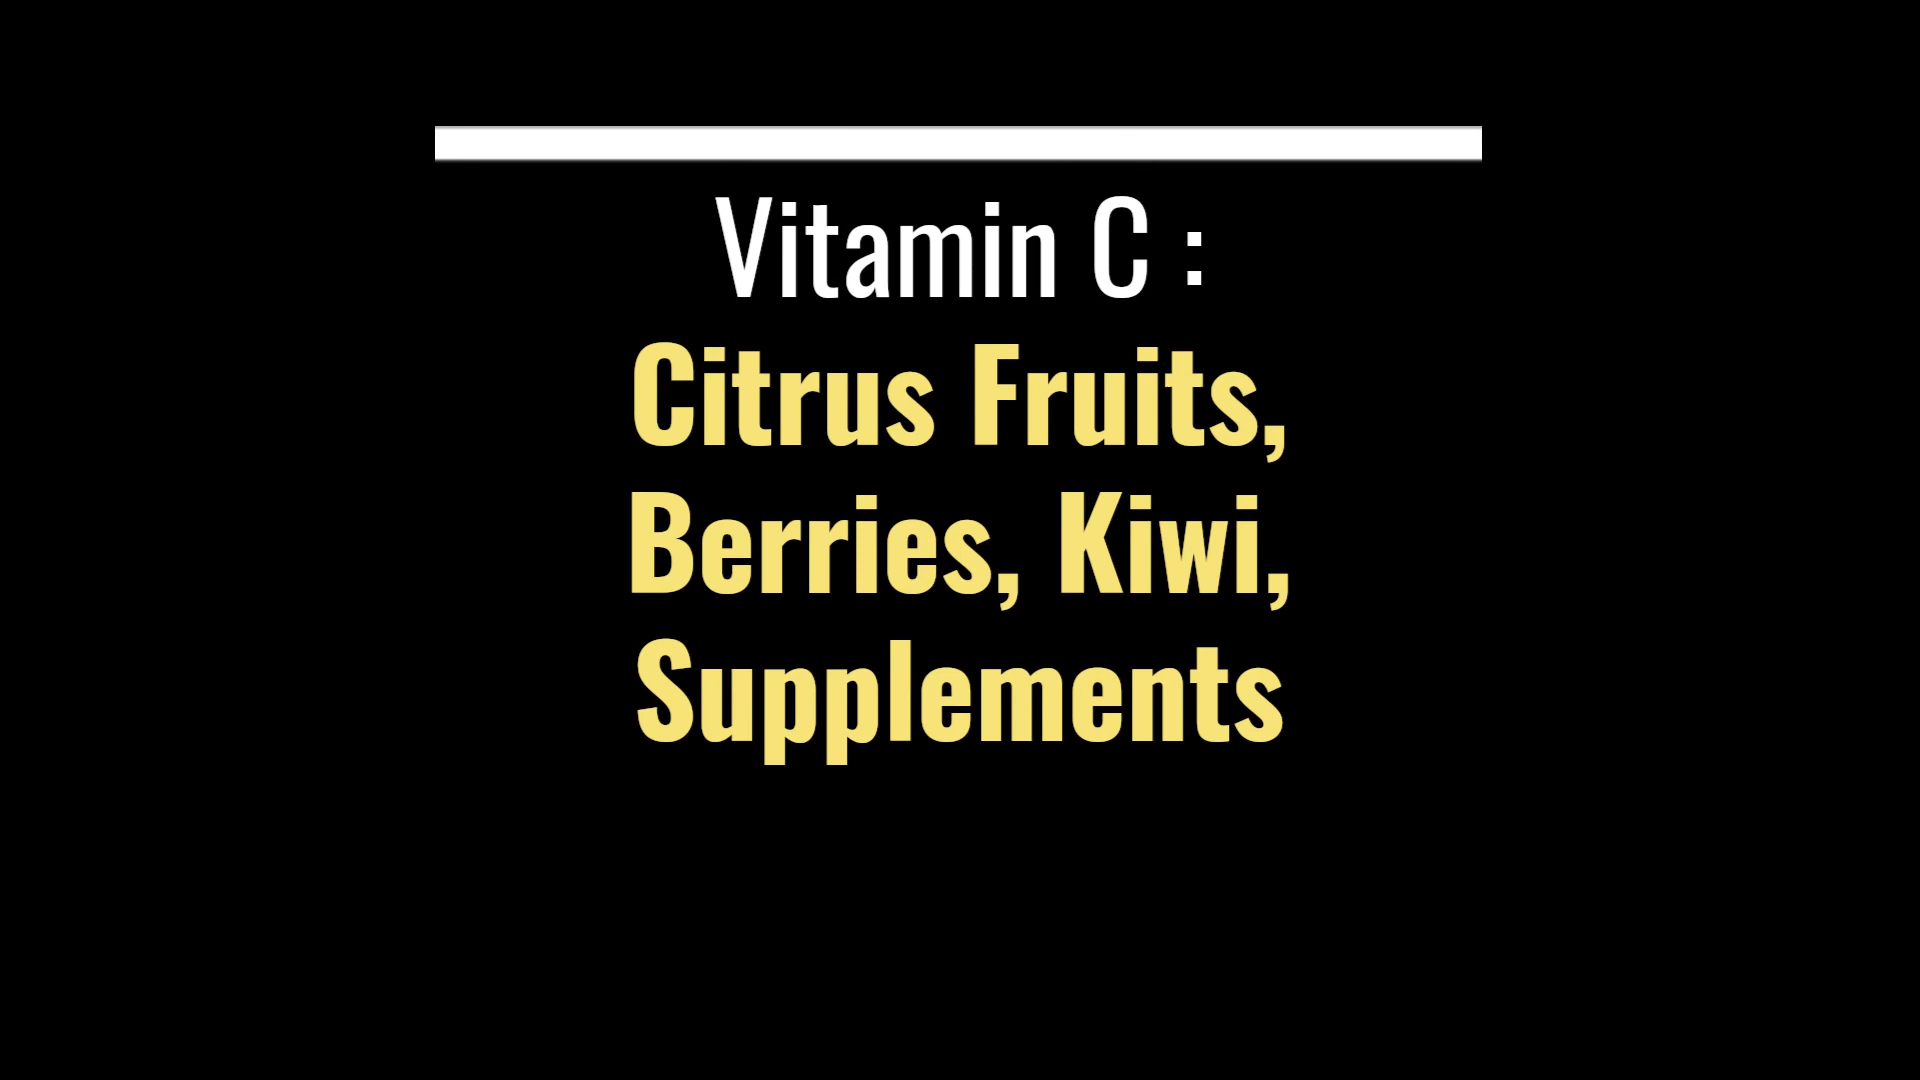 Vitamin C :
Citrus Fruits,
Berries, Kiwi,
Supplements